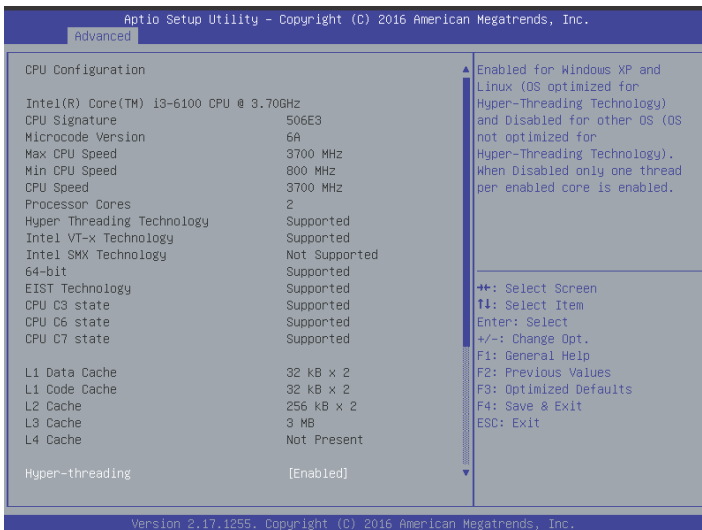 Aptio Setup Utility – Copyright (C) 2016 American Megatrends, Inc.
Advanced
CPU Configuration
Intel(R) Core(TM) i3-6100 CPU @ 3.70GHz
CPU Signature 506E3
Microcode Version 6A
Max CPU Speed 3700 MHz
Min CPU Speed 800 MHz
CPU Speed 3700 MHz
Processor Cores 2
Hyper Threading Technology Supported
Intel VT-x Technology Supported
Intel SMX Technology Not Supported
64-bit Supported
EIST Technology Supported
CPU C3 state Supported
CPU C6 state Supported
CPU C7 state Supported
L1 Data Cache 32 kB x 2
L1 Code Cache 32 kB x 2
L2 Cache 256 kB x 2
L3 Cache 3 MB
L4 Cache Not Present
Hyper-threading [Enabled]
Enabled for Windows XP and
Linux (OS optimized for
Hyper-Threading Technology)
and Disabled for other OS (OS
not optimized for
Hyper-Threading Technology).
When Disabled only one thread
per enabled core is enabled.
→←: Select Screen
↑↓: Select Item
Enter: Select
+/-: Change Opt.
F1: General Help
F2: Previous Values
F3: Optimized Defaults
F4: Save & Exit
ESC: Exit
Version 2.17.1255. Copyright (C) 2016 American Megatrends, Inc.